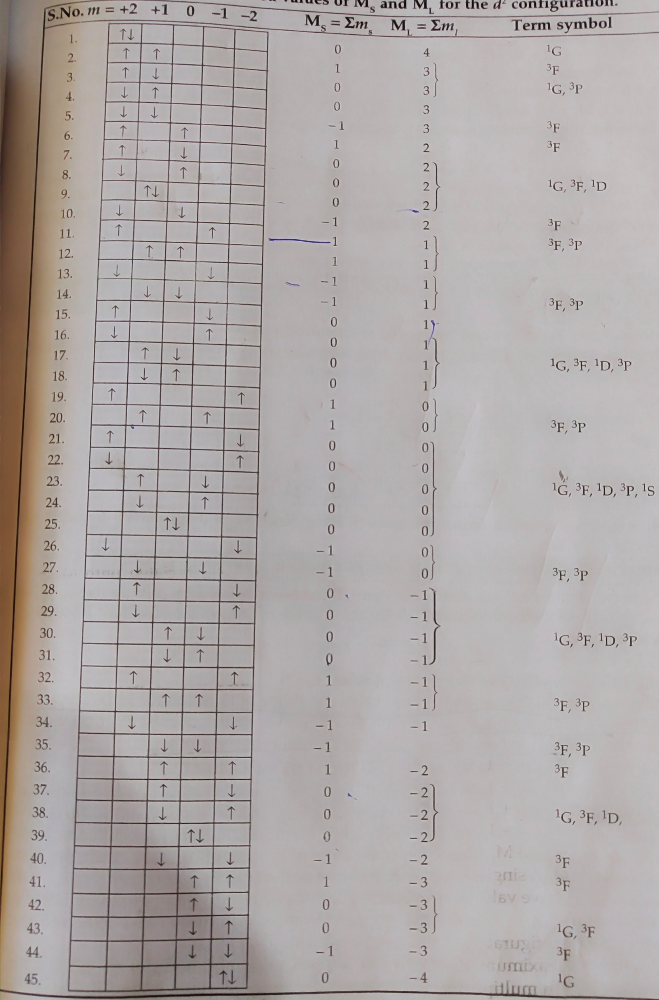 values of M_S and M_L for the d² configuration.
S.No. m = +2 +1 0 −1 −2 M_S = Σm_s M_L = Σm_l Term symbol
1. ↑↓ 0 4 ¹G
2. ↑ ↑ 1 3 ³F
3. ↑ ↓ 0 3 ¹G, ³P
4. ↓ ↑ 0 3
5. ↓ ↓ −1 3 ³F
6. ↑ ↑ 1 2 ³F
7. ↑ ↓ 0 2
8. ↓ ↑ 0 2 ¹G, ³F, ¹D
9. ↑↓ 0 2
10. ↓ ↓ −1 2 ³F
11. ↑ ↑ 1 1 ³F, ³P
12. ↑ ↑ 1 1
13. ↓ ↓ −1 1
14. ↓ ↓ −1 1 ³F, ³P
15. ↑ ↓ 0 1
16. ↓ ↑ 0 1
17. ↑ ↓ 0 1 ¹G, ³F, ¹D, ³P
18. ↓ ↑ 0 1
19. ↑ ↑ 1 0
20. ↑ ↑ 1 0 ³F, ³P
21. ↑ ↓ 0 0
22. ↓ ↑ 0 0
23. ↑ ↓ 0 0 ¹G, ³F, ¹D, ³P, ¹S
24. ↓ ↑ 0 0
25. ↑↓ 0 0
26. ↓ ↓ −1 0
27. ↓ ↓ −1 0 ³F, ³P
28. ↑ ↓ 0 −1
29. ↓ ↑ 0 −1
30. ↑ ↓ 0 −1 ¹G, ³F, ¹D, ³P
31. ↓ ↑ 0 −1
32. ↑ ↑ 1 −1
33. ↑ ↑ 1 −1 ³F, ³P
34. ↓ ↓ −1 −1
35. ↓ ↓ −1 ³F, ³P
36. ↑ ↑ 1 −2 ³F
37. ↑ ↓ 0 −2
38. ↓ ↑ 0 −2 ¹G, ³F, ¹D,
39. ↑↓ 0 −2
40. ↓ ↓ −1 −2 ³F
41. ↑ ↑ 1 −3 ³F
42. ↑ ↓ 0 −3
43. ↓ ↑ 0 −3 ¹G, ³F
44. ↓ ↓ −1 −3 ³F
45. ↑↓ 0 −4 ¹G